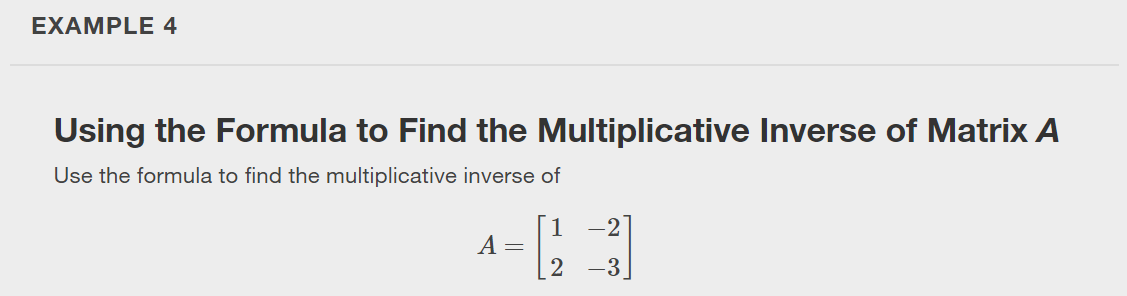 EXAMPLE 4
Using the Formula to Find the Multiplicative Inverse of Matrix A
Use the formula to find the multiplicative inverse of
A = [1 −2
2 −3]